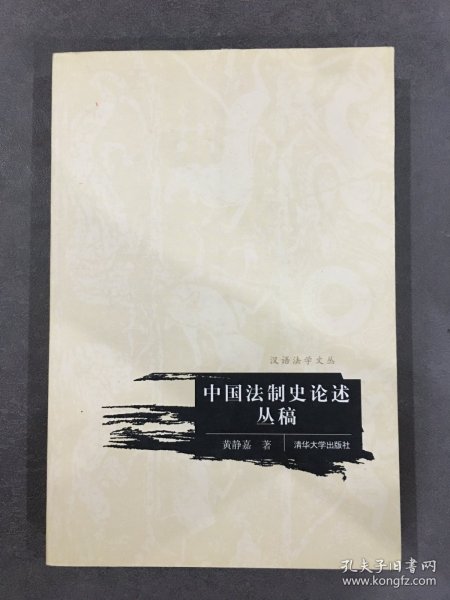 汉语法学文丛
中国法制史论述
丛稿
黄静嘉 著
清华大学出版社
孔夫子旧书网
www.kongfz.com